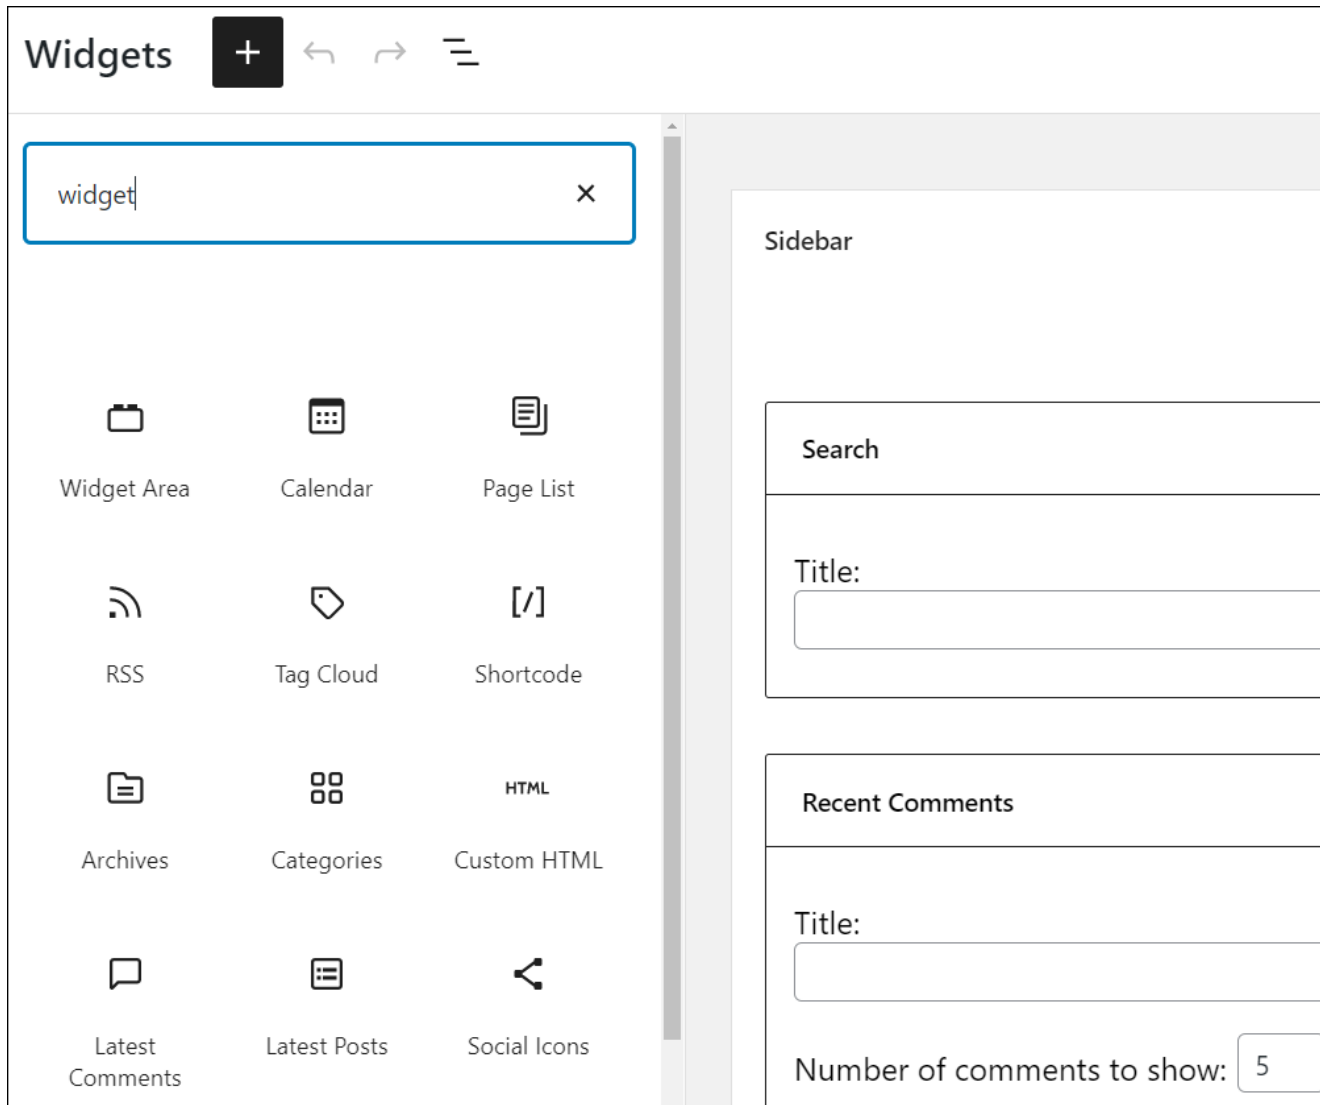 Widgets
widget
Widget Area
Calendar
Page List
RSS
Tag Cloud
[/]
Shortcode
Archives
Categories
HTML
Custom HTML
Latest
Comments
Latest Posts
Social Icons
Sidebar
Search
Title:
Recent Comments
Title:
Number of comments to show: 5